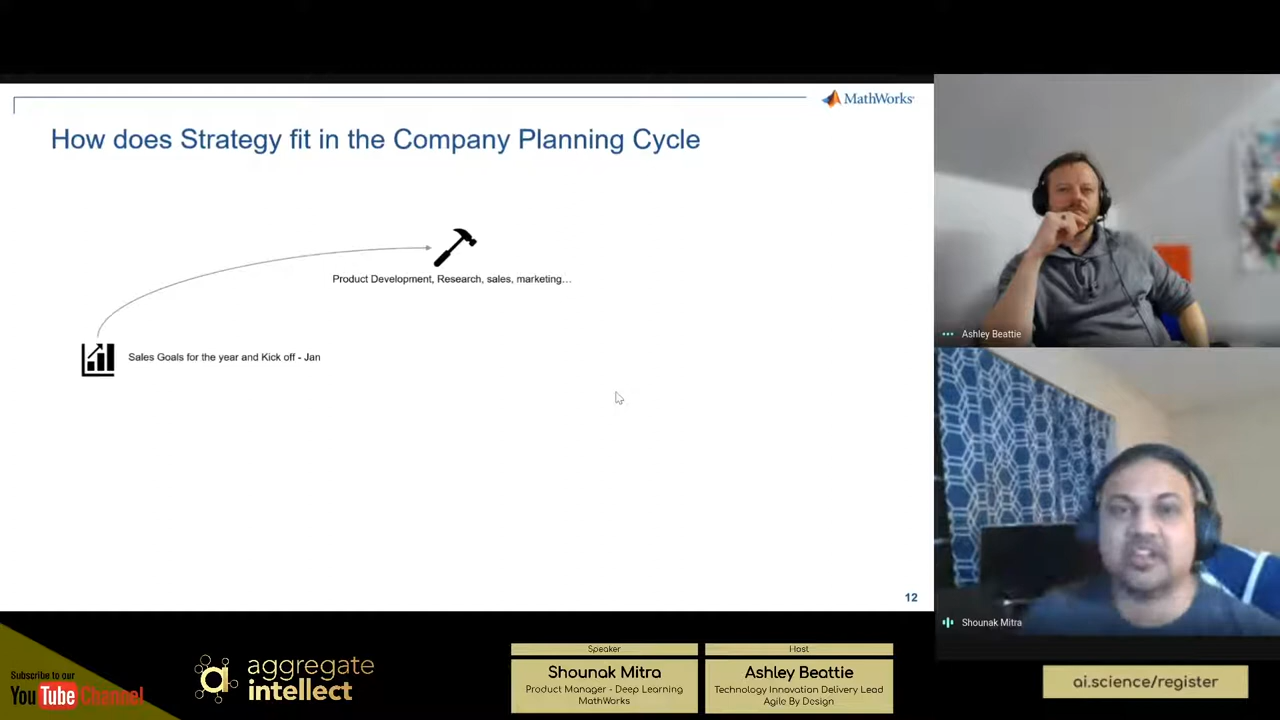 MathWorks
How does Strategy fit in the Company Planning Cycle
Product Development, Research, sales, marketing...
Sales Goals for the year and Kick off - Jan
12
Ashley Beattie
Shounak Mitra
Subscribe to our
YouTube Channel
a
aggregate
intellect
Speaker
Shounak Mitra
Product Manager - Deep Learning
MathWorks
Host
Ashley Beattie
Technology Innovation Delivery Lead
Agile By Design
ai.science/register